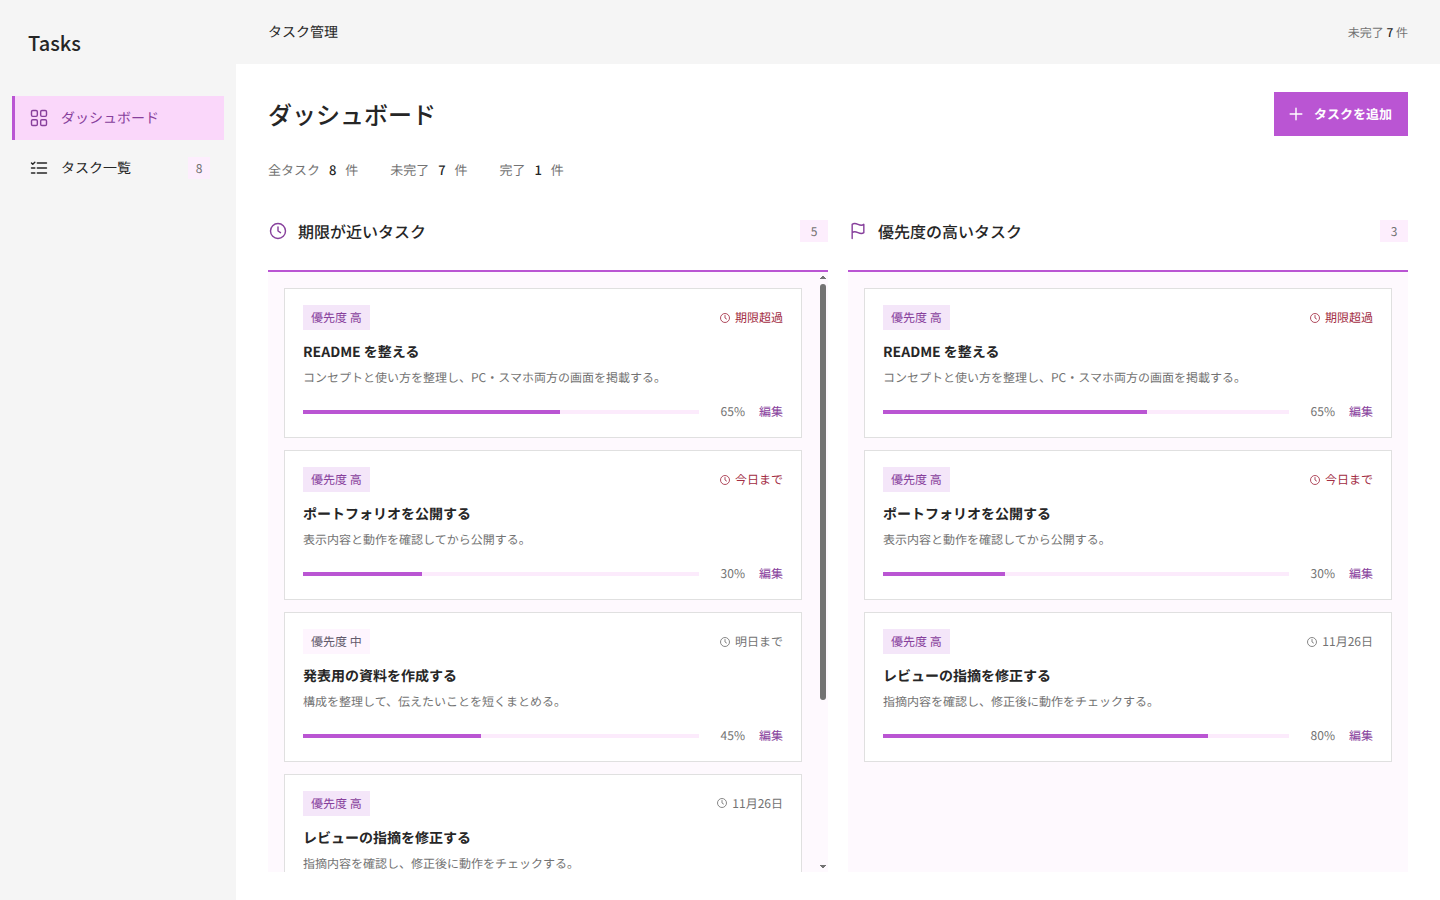 Tasks
ダッシュボード
タスク一覧
8
タスク管理
未完了 7 件
ダッシュボード
タスクを追加
全タスク 8 件 未完了 7 件 完了 1 件
期限が近いタスク
5
優先度 高
期限超過
README を整える
コンセプトと使い方を整理し、PC・スマホ両方の画面を掲載する。
65% 編集
優先度 高
今日まで
ポートフォリオを公開する
表示内容と動作を確認してから公開する。
30% 編集
優先度 中
明日まで
発表用の資料を作成する
構成を整理して、伝えたいことを短くまとめる。
45% 編集
優先度 高
11月26日
レビューの指摘を修正する
指摘内容を確認し、修正後に動作をチェックする。
優先度の高いタスク
3
優先度 高
期限超過
README を整える
コンセプトと使い方を整理し、PC・スマホ両方の画面を掲載する。
65% 編集
優先度 高
今日まで
ポートフォリオを公開する
表示内容と動作を確認してから公開する。
30% 編集
優先度 高
11月26日
レビューの指摘を修正する
指摘内容を確認し、修正後に動作をチェックする。
80% 編集